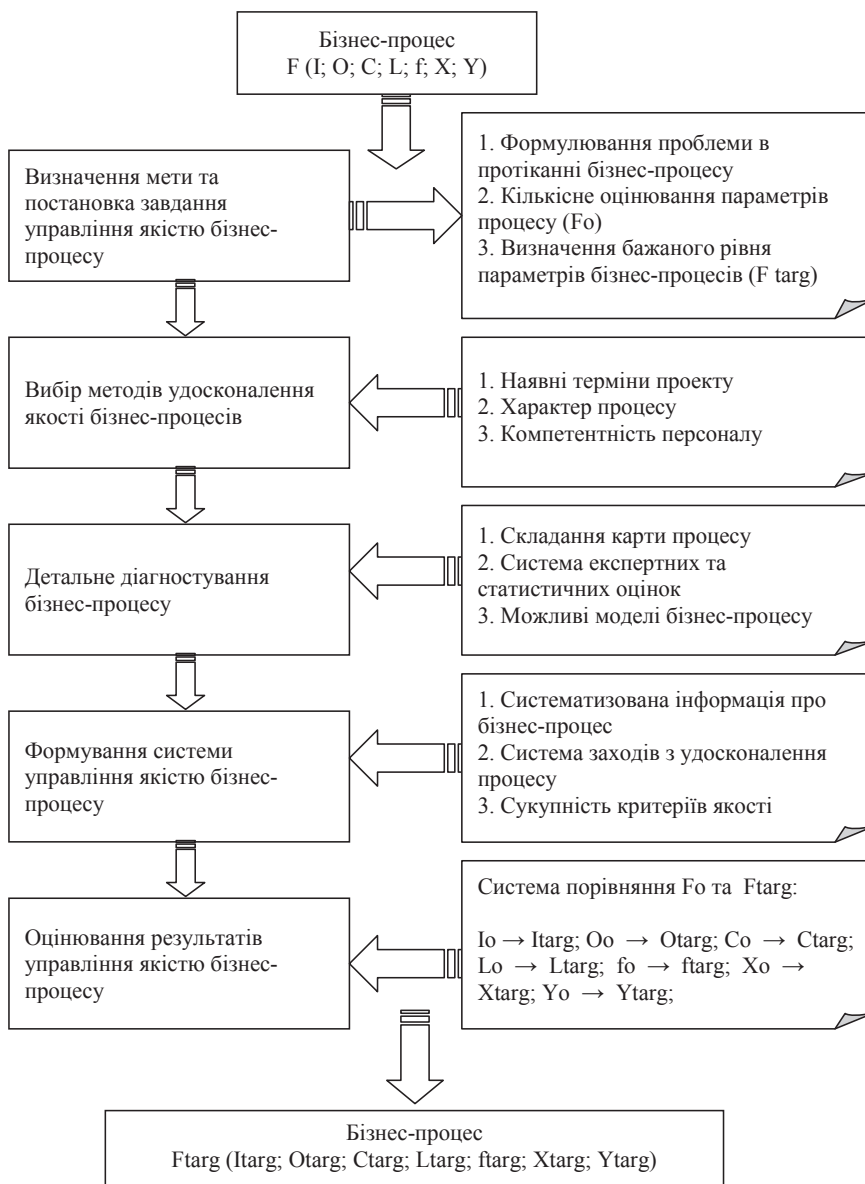 Бізнес-процес
F (I; O; C; L; f; X; Y)
Визначення мети та
постановка завдання
управління якістю бізнес-
процесу
1. Формулювання проблеми в
протіканні бізнес-процесу
2. Кількісне оцінювання параметрів
процесу (Fo)
3. Визначення бажаного рівня
параметрів бізнес-процесів (F targ)
Вибір методів удосконалення
якості бізнес-процесів
1. Наявні терміни проекту
2. Характер процесу
3. Компетентність персоналу
Детальне діагностування
бізнес-процесу
1. Складання карти процесу
2. Система експертних та
статистичних оцінок
3. Можливі моделі бізнес-процесу
Формування системи
управління якістю бізнес-
процесу
1. Систематизована інформація про
бізнес-процес
2. Система заходів з удосконалення
процесу
3. Сукупність критеріїв якості
Оцінювання результатів
управління якістю бізнес-
процесу
Система порівняння Fo та Ftarg:
Io → Itarg; Oo → Otarg; Co → Ctarg;
Lo → Ltarg; fo → ftarg; Xo →
Xtarg; Yo → Ytarg;
Бізнес-процес
Ftarg (Itarg; Otarg; Ctarg; Ltarg; ftarg; Xtarg; Ytarg)